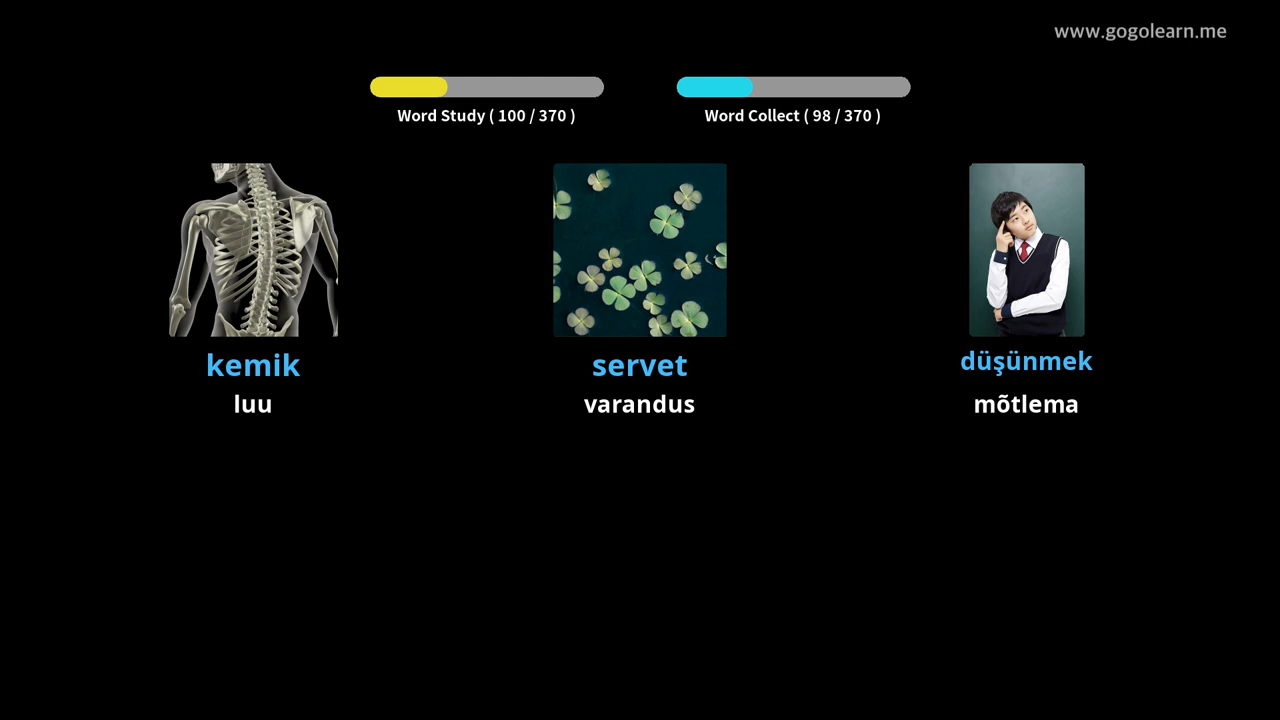 www.gogolearn.me
Word Study ( 100 / 370 )
Word Collect ( 98 / 370 )
kemik
luu
servet
varandus
düşünmek
mõtlema